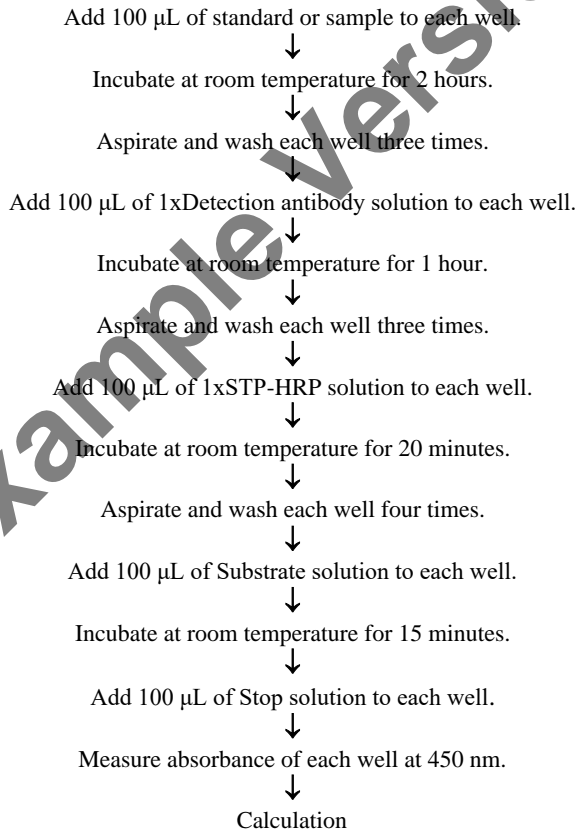 Add 100 μL of standard or sample to each well.
↓
Incubate at room temperature for 2 hours.
↓
Aspirate and wash each well three times.
↓
Add 100 μL of 1xDetection antibody solution to each well.
↓
Incubate at room temperature for 1 hour.
↓
Aspirate and wash each well three times.
↓
Add 100 μL of 1xSTP-HRP solution to each well.
↓
Incubate at room temperature for 20 minutes.
↓
Aspirate and wash each well four times.
↓
Add 100 μL of Substrate solution to each well.
↓
Incubate at room temperature for 15 minutes.
↓
Add 100 μL of Stop solution to each well.
↓
Measure absorbance of each well at 450 nm.
↓
Calculation
xample Versi